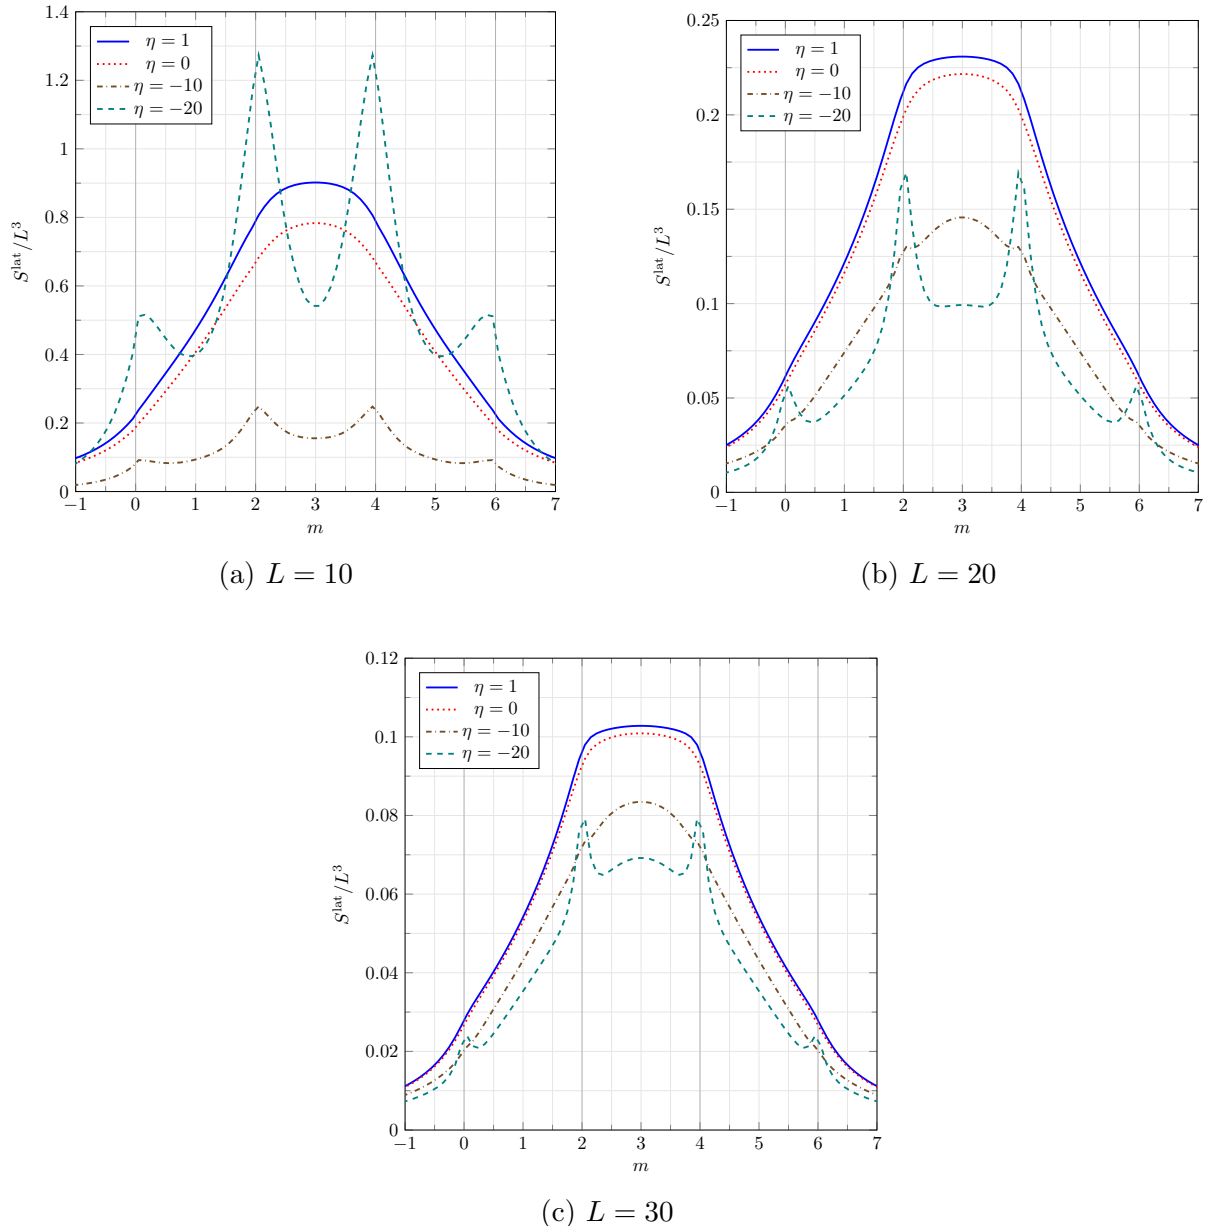 1.4
1.2
1
0.8
0.6
0.4
0.2
0
S^lat/L^3
η = 1
η = 0
η = −10
η = −20
−1 0 1 2 3 4 5 6 7
m
(a) L = 10
0.25
0.2
0.15
0.1
0.05
0
S^lat/L^3
η = 1
η = 0
η = −10
η = −20
−1 0 1 2 3 4 5 6 7
m
(b) L = 20
0.12
0.1
0.08
0.06
0.04
0.02
0
S^lat/L^3
η = 1
η = 0
η = −10
η = −20
−1 0 1 2 3 4 5 6 7
m
(c) L = 30